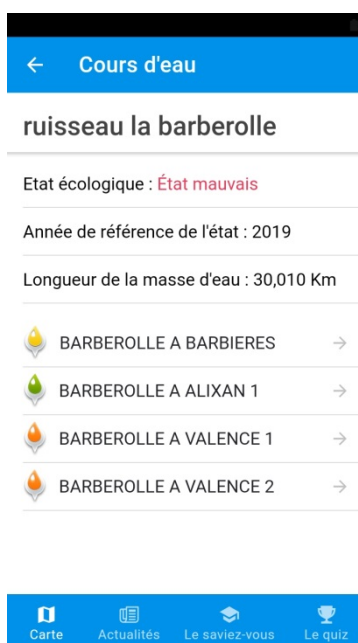 Cours d'eau
ruisseau la barberolle
Etat écologique : État mauvais
Année de référence de l'état : 2019
Longueur de la masse d'eau : 30,010 Km
BARBEROLLE A BARBIERES
BARBEROLLE A ALIXAN 1
BARBEROLLE A VALENCE 1
BARBEROLLE A VALENCE 2
Carte Actualités Le saviez-vous Le quiz